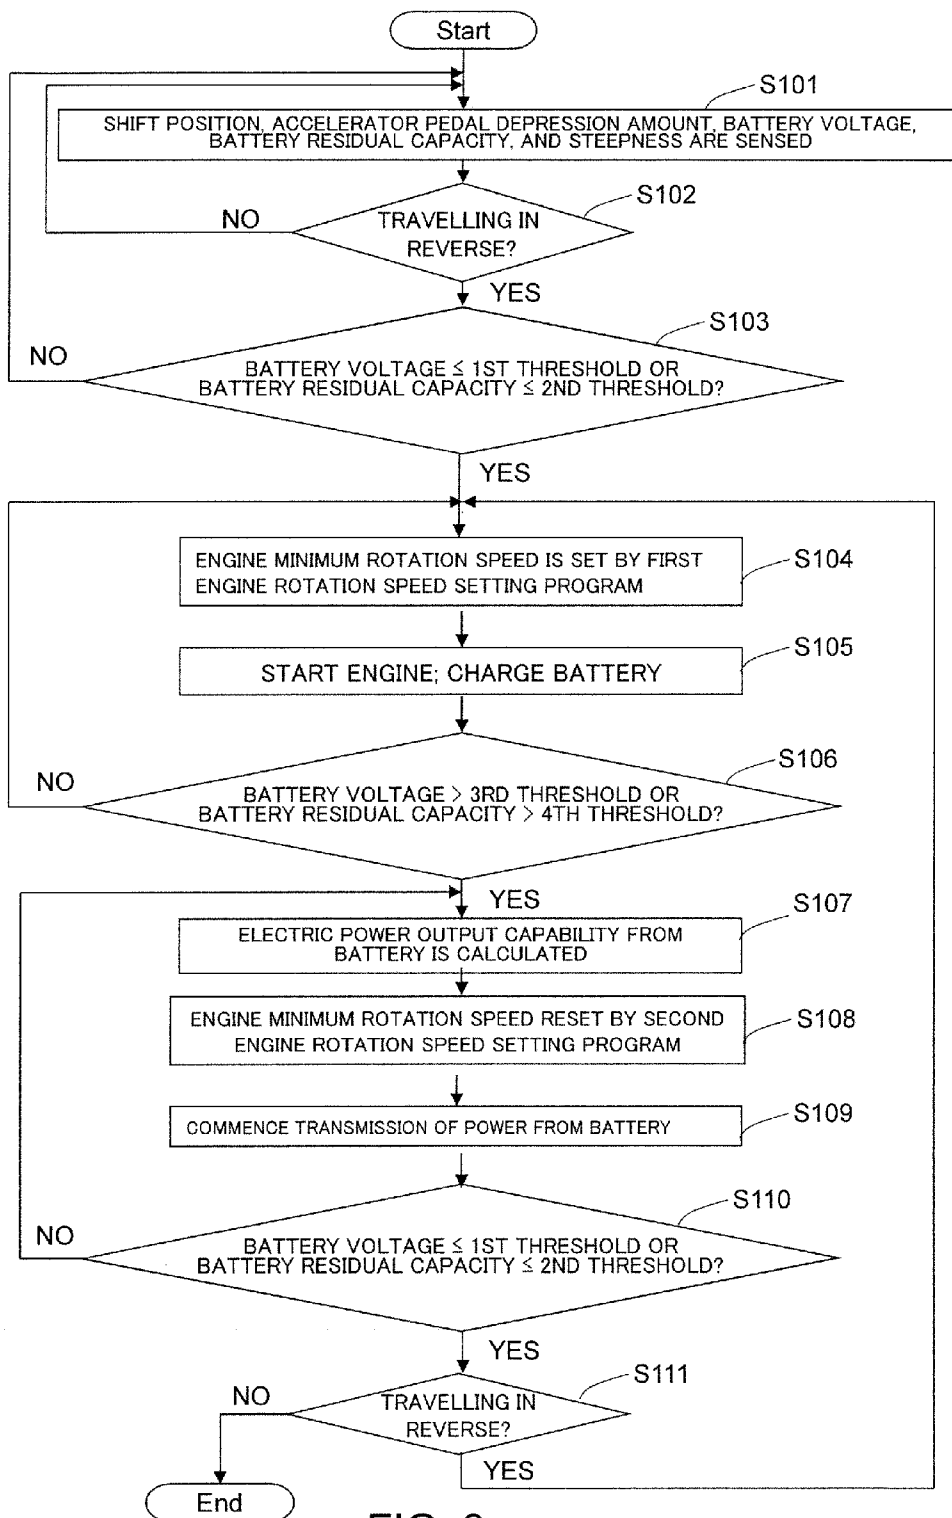 Start
S101
SHIFT POSITION, ACCELERATOR PEDAL DEPRESSION AMOUNT, BATTERY VOLTAGE,
BATTERY RESIDUAL CAPACITY, AND STEEPNESS ARE SENSED
S102
NO
TRAVELLING IN
REVERSE?
YES
S103
NO
BATTERY VOLTAGE ≦ 1ST THRESHOLD OR
BATTERY RESIDUAL CAPACITY ≦ 2ND THRESHOLD?
YES
S104
ENGINE MINIMUM ROTATION SPEED IS SET BY FIRST
ENGINE ROTATION SPEED SETTING PROGRAM
S105
START ENGINE; CHARGE BATTERY
S106
NO
BATTERY VOLTAGE > 3RD THRESHOLD OR
BATTERY RESIDUAL CAPACITY > 4TH THRESHOLD?
YES
S107
ELECTRIC POWER OUTPUT CAPABILITY FROM
BATTERY IS CALCULATED
S108
ENGINE MINIMUM ROTATION SPEED RESET BY SECOND
ENGINE ROTATION SPEED SETTING PROGRAM
S109
COMMENCE TRANSMISSION OF POWER FROM BATTERY
S110
NO
BATTERY VOLTAGE ≦ 1ST THRESHOLD OR
BATTERY RESIDUAL CAPACITY ≦ 2ND THRESHOLD?
YES
S111
NO
TRAVELLING IN
REVERSE?
YES
End
FIG.